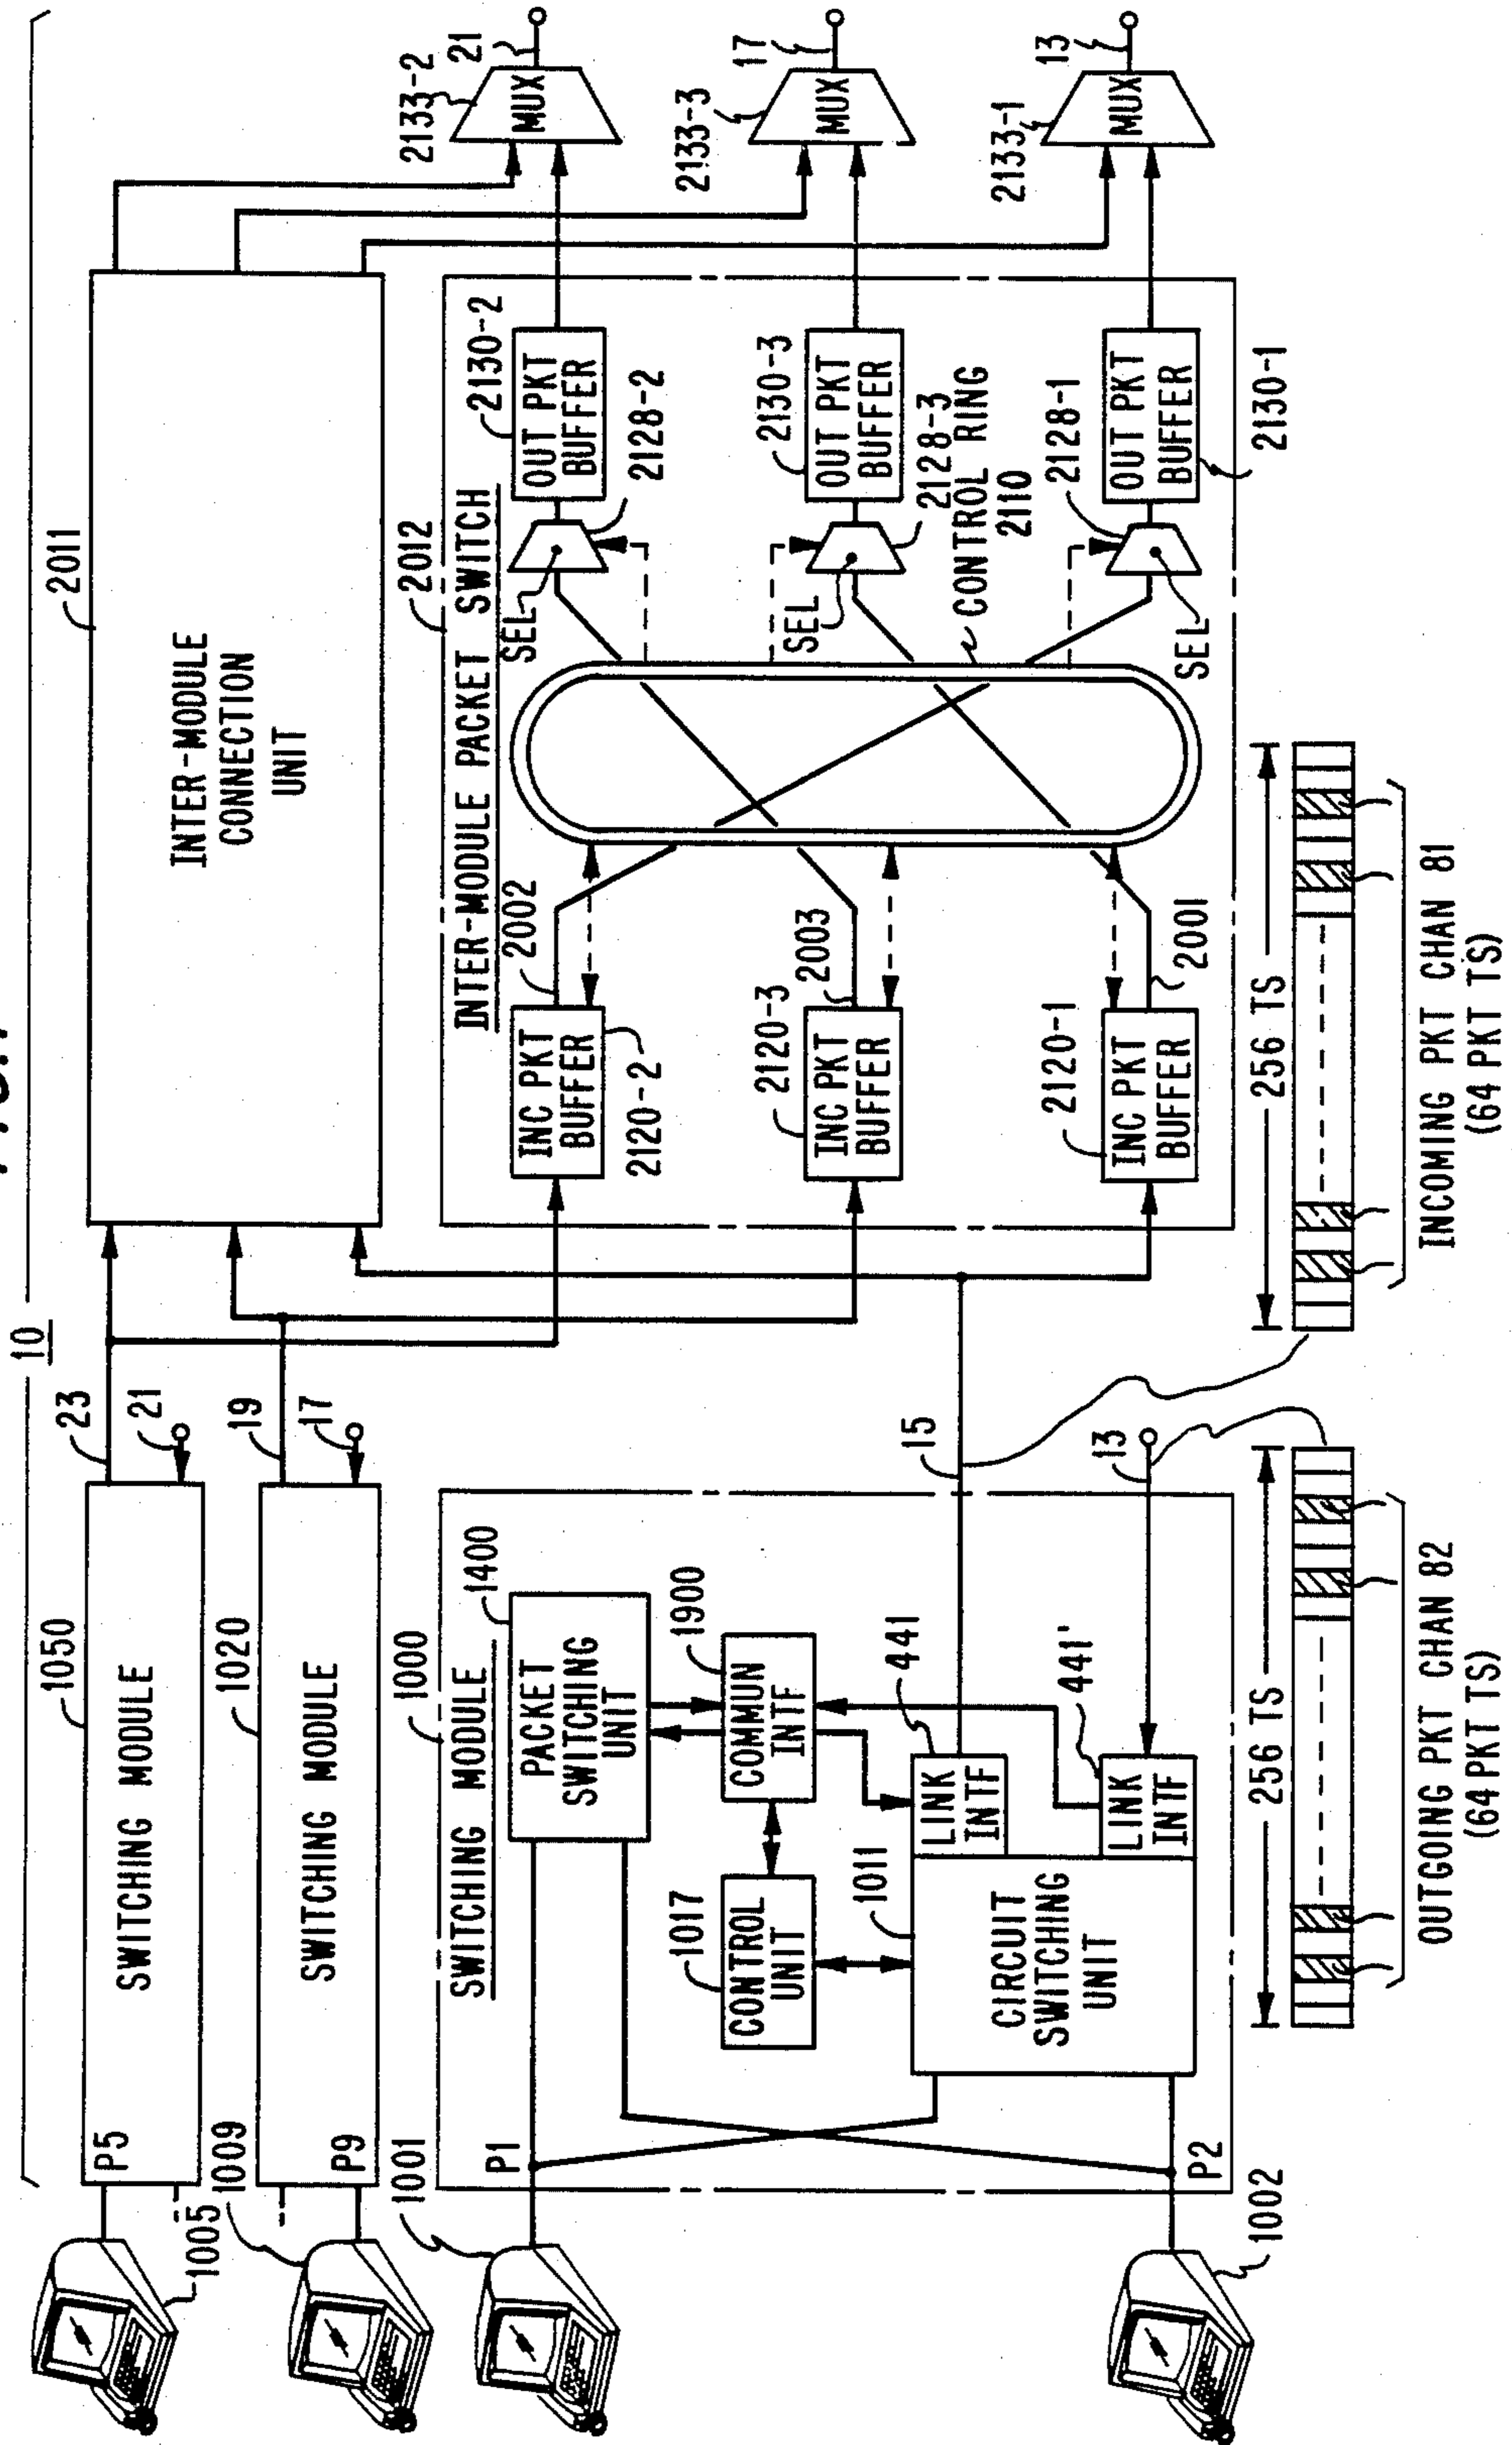 10
1050
SWITCHING MODULE
P5
1005
23
21
1020
SWITCHING MODULE
P9
1009
19
17
2011
INTER-MODULE
CONNECTION
UNIT
2133-2
MUX
21
2133-3
MUX
17
2133-1
MUX
13
1000
SWITCHING MODULE
1001
P1
1400
PACKET
SWITCHING
UNIT
1900
COMMUN
INTF
1017
CONTROL
UNIT
1011
CIRCUIT
SWITCHING
UNIT
441
LINK
INTF
441'
LINK
INTF
P2
1002
15
13
2012
INTER-MODULE PACKET SWITCH
INC PKT
BUFFER
2120-2
2002
2120-3
INC PKT
BUFFER
2003
2120-1
INC PKT
BUFFER
2001
SEL
2130-2
OUT PKT
BUFFER
2128-2
SEL
2130-3
OUT PKT
BUFFER
2128-3
CONTROL RING
2110
2128-1
SEL
OUT PKT
BUFFER
2130-1
256 TS
OUTGOING PKT CHAN 82
(64 PKT TS)
256 TS
INCOMING PKT CHAN 81
(64 PKT TS)